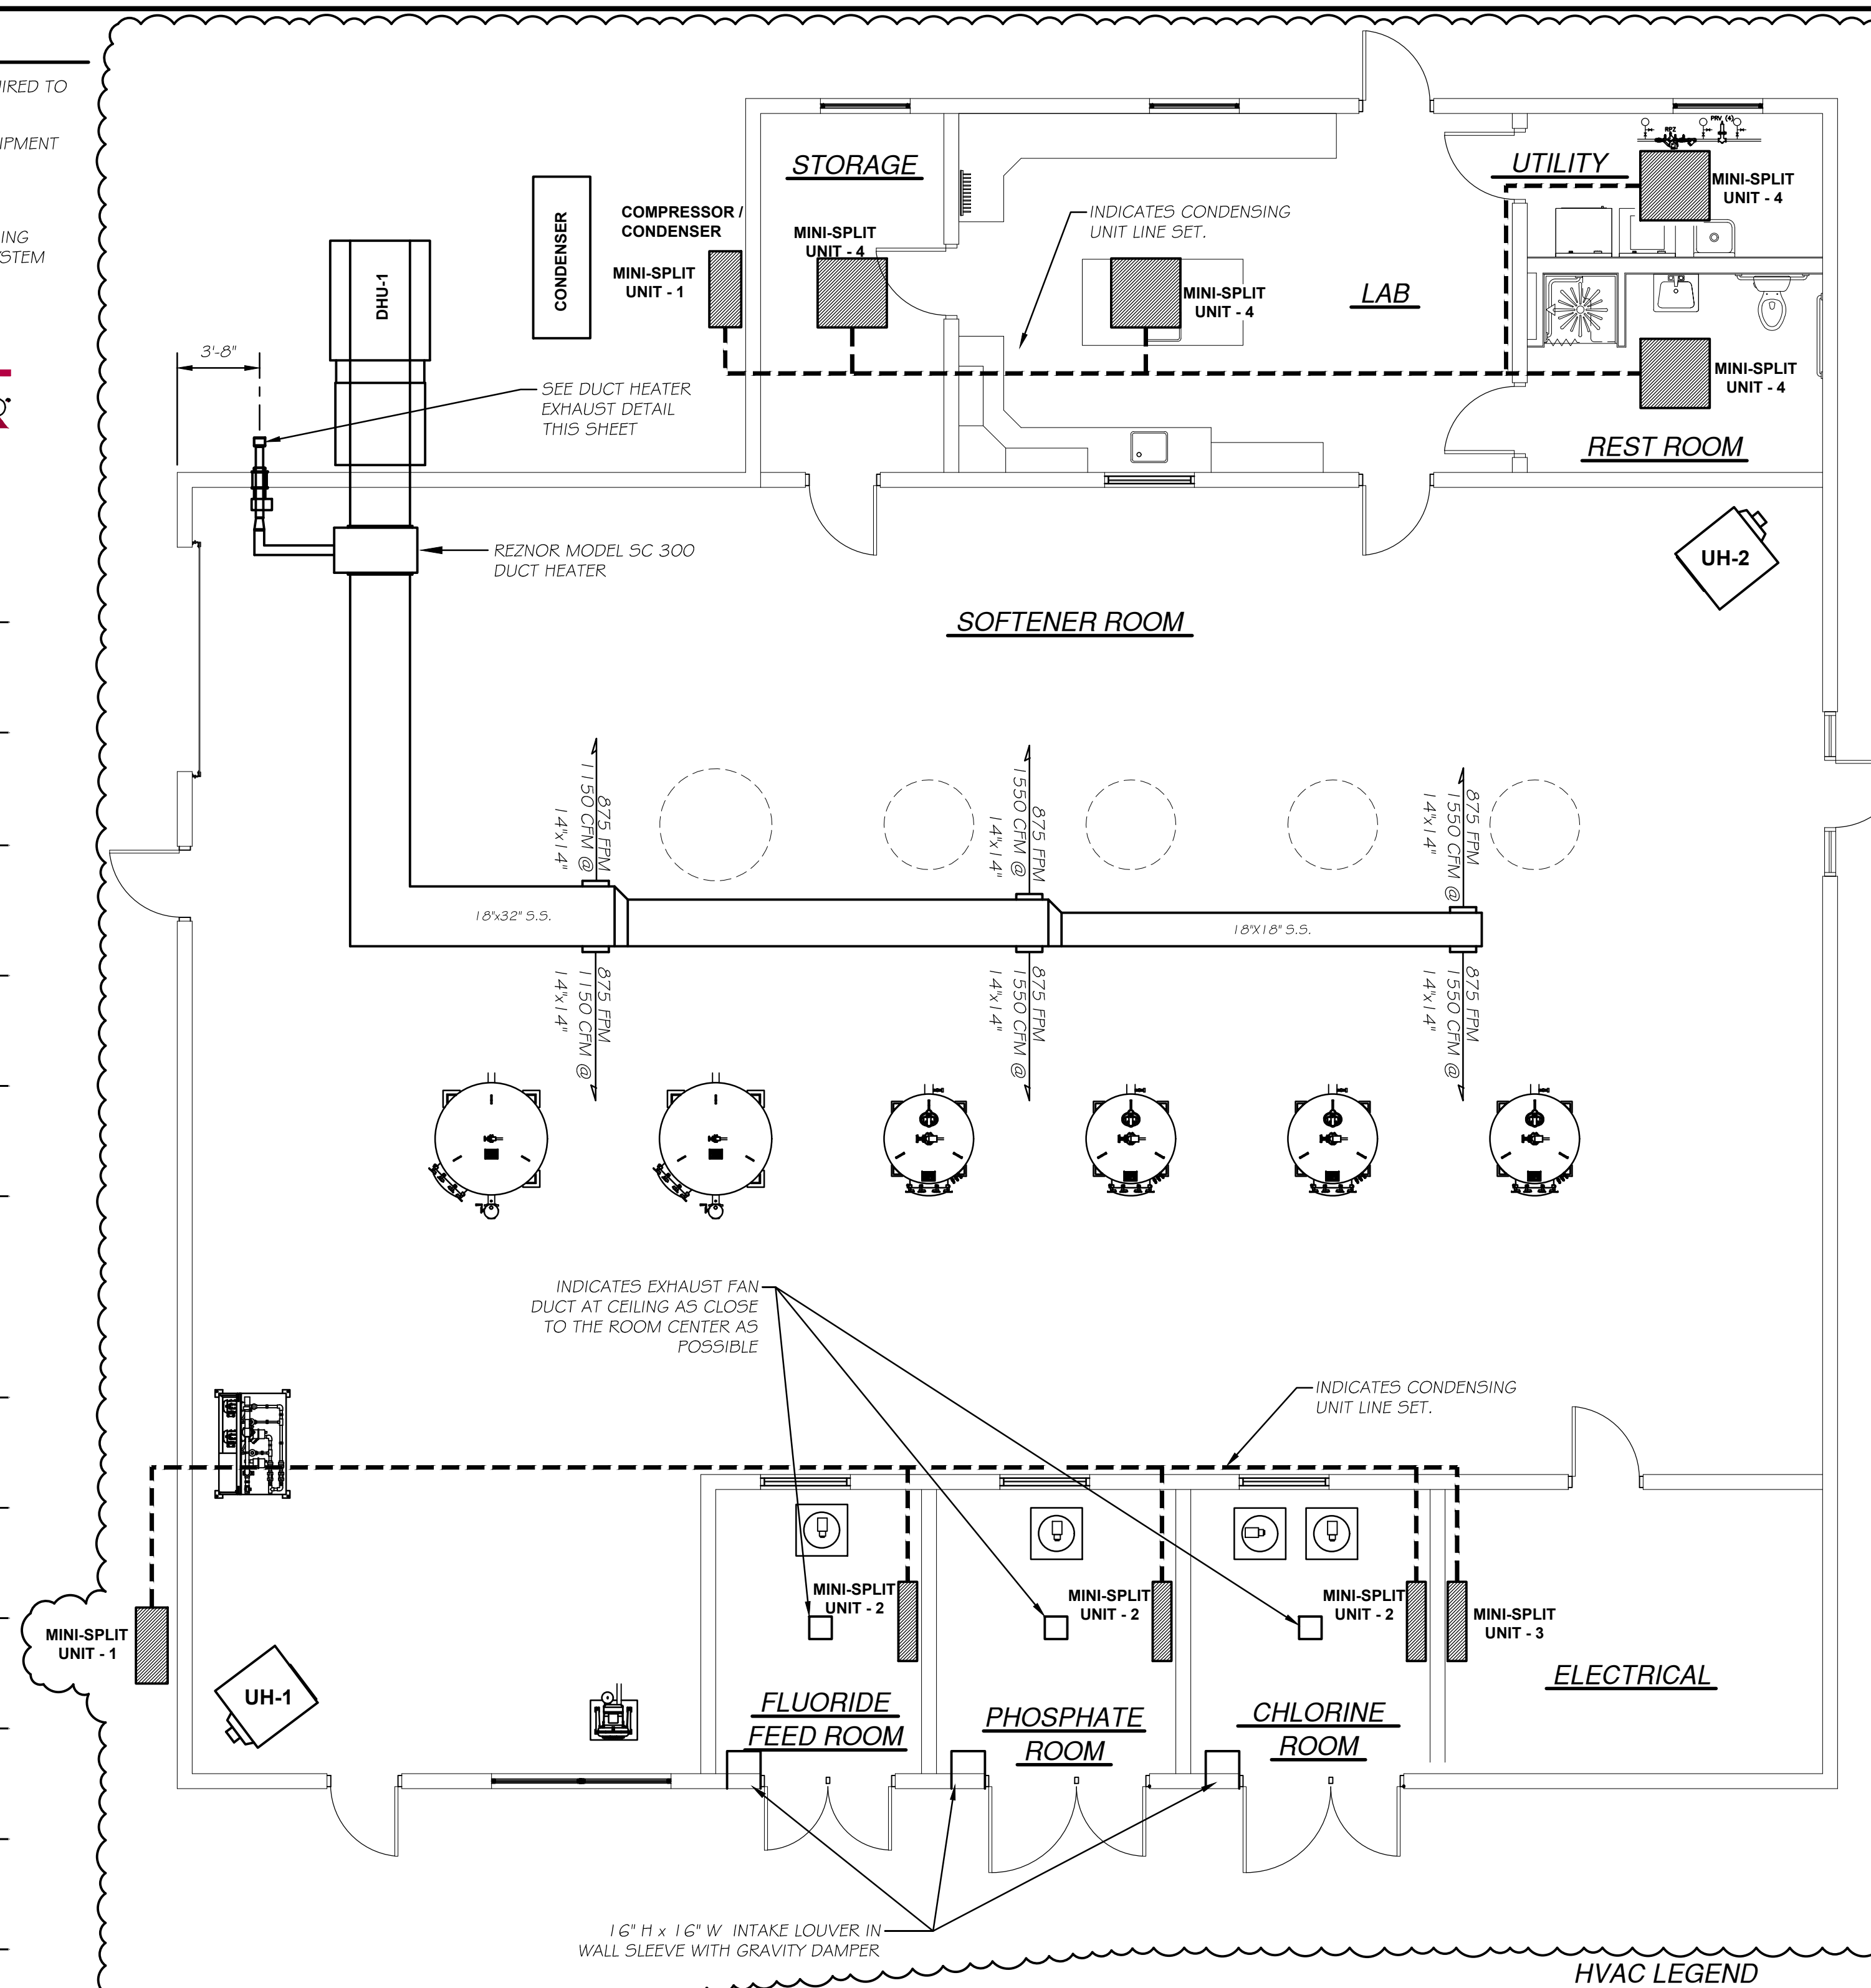 UIRED TO
IPMENT
ING
STEM
3'-8"
DHU-1
CONDENSER
COMPRESSOR /
CONDENSER
MINI-SPLIT
UNIT - 1
STORAGE
MINI-SPLIT
UNIT - 4
INDICATES CONDENSING
UNIT LINE SET.
MINI-SPLIT
UNIT - 4
LAB
UTILITY
RPZ
PRV (4)
MINI-SPLIT
UNIT - 4
MINI-SPLIT
UNIT - 4
REST ROOM
SEE DUCT HEATER
EXHAUST DETAIL
THIS SHEET
REZNOR MODEL SC 300
DUCT HEATER
UH-2
SOFTENER ROOM
875 FPM
1150 CFM @
14"x14"
875 FPM
1550 CFM @
14"x14"
875 FPM
1550 CFM @
14"x14"
18"x32" S.S.
18"X18" S.S.
875 FPM
1150 CFM @
14"x14"
875 FPM
1550 CFM @
14"x14"
875 FPM
1550 CFM @
14"x14"
INDICATES EXHAUST FAN
DUCT AT CEILING AS CLOSE
TO THE ROOM CENTER AS
POSSIBLE
INDICATES CONDENSING
UNIT LINE SET.
MINI-SPLIT
UNIT - 1
UH-1
MINI-SPLIT
UNIT - 2
MINI-SPLIT
UNIT - 2
MINI-SPLIT
UNIT - 2
MINI-SPLIT
UNIT - 3
FLUORIDE
FEED ROOM
PHOSPHATE
ROOM
CHLORINE
ROOM
ELECTRICAL
16" H x 16" W INTAKE LOUVER IN
WALL SLEEVE WITH GRAVITY DAMPER
HVAC LEGEND